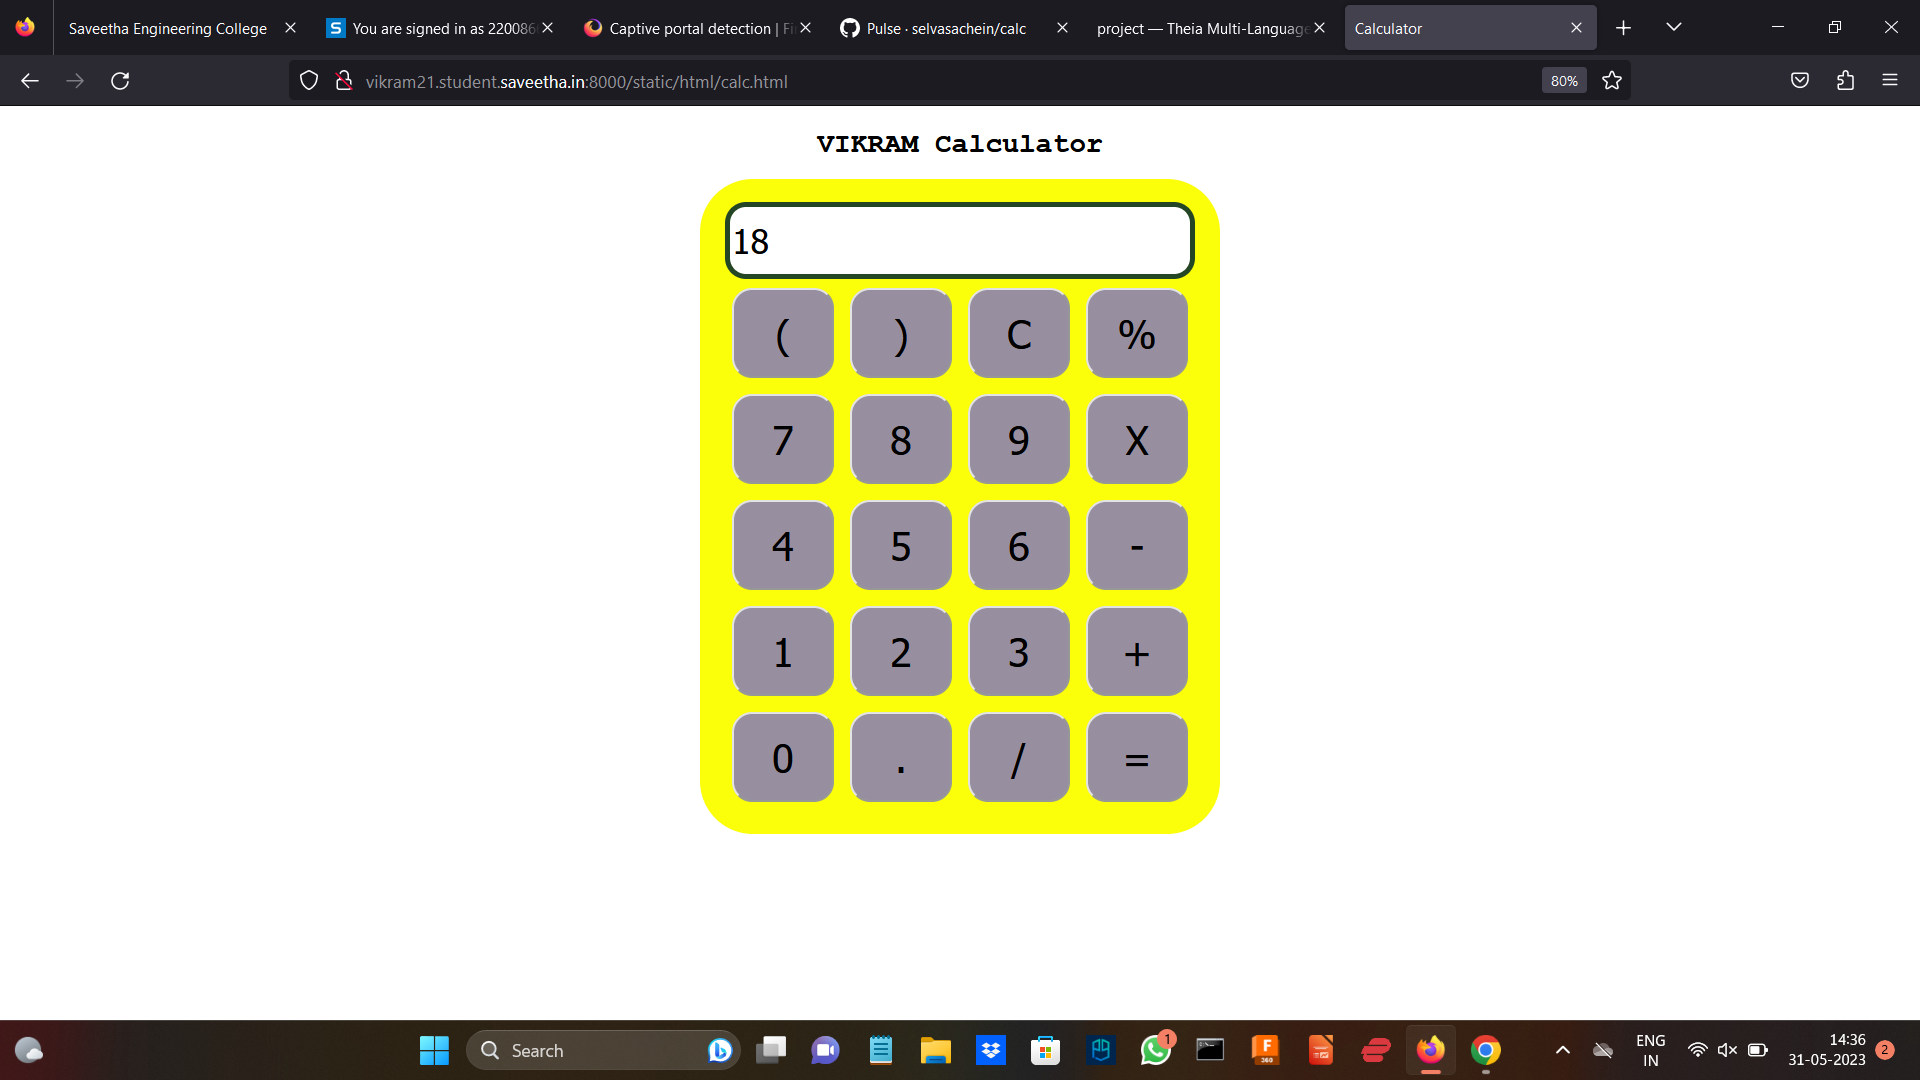 Saveetha Engineering College
You are signed in as 22008
Captive portal detection |
Pulse · selvasachein/calc
project — Theia Multi-Language
Calculator
vikram21.student.saveetha.in:8000/static/html/calc.html
80%
VIKRAM Calculator
18
( ) C %
7 8 9 X
4 5 6 -
1 2 3 +
0 . / =
Search
1
F
360
ENG
IN
14:36
31-05-2023
2